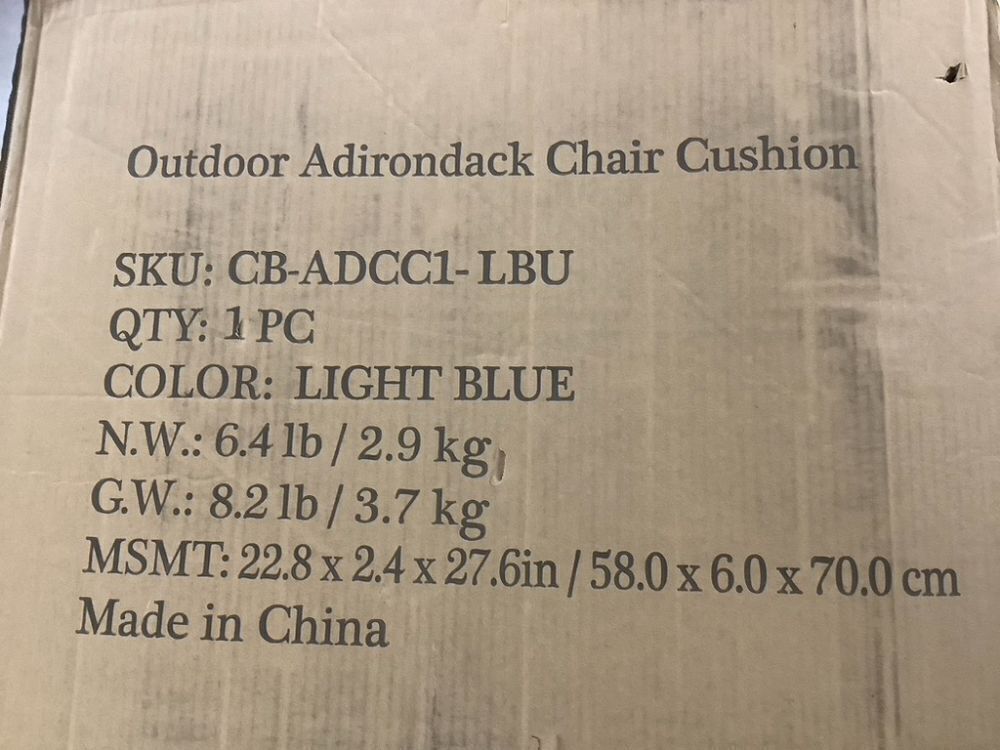 Outdoor Adirondack Chair Cushion
SKU: CB-ADCC1- LBU
QTY: 1 PC
COLOR: LIGHT BLUE
N.W.: 6.4 lb / 2.9 kg
G.W.: 8.2 lb / 3.7 kg
MSMT: 22.8 x 2.4 x 27.6in / 58.0 x 6.0 x 70.0 cm
Made in China